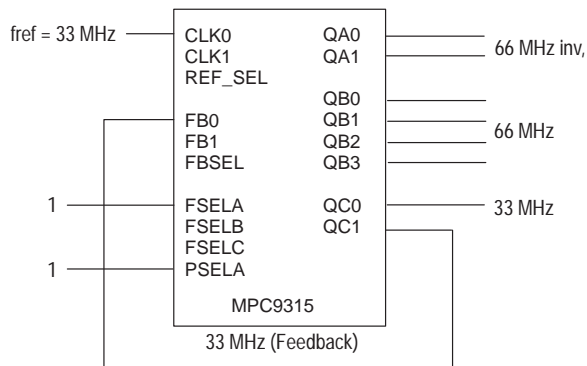 fref = 33 MHz
CLK0
CLK1
REF_SEL
FB0
FB1
FBSEL
1
FSELA
FSELB
FSELC
1
PSELA
QA0
QA1
66 MHz inv,
QB0
QB1
QB2
QB3
66 MHz
QC0
QC1
33 MHz
MPC9315
33 MHz (Feedback)